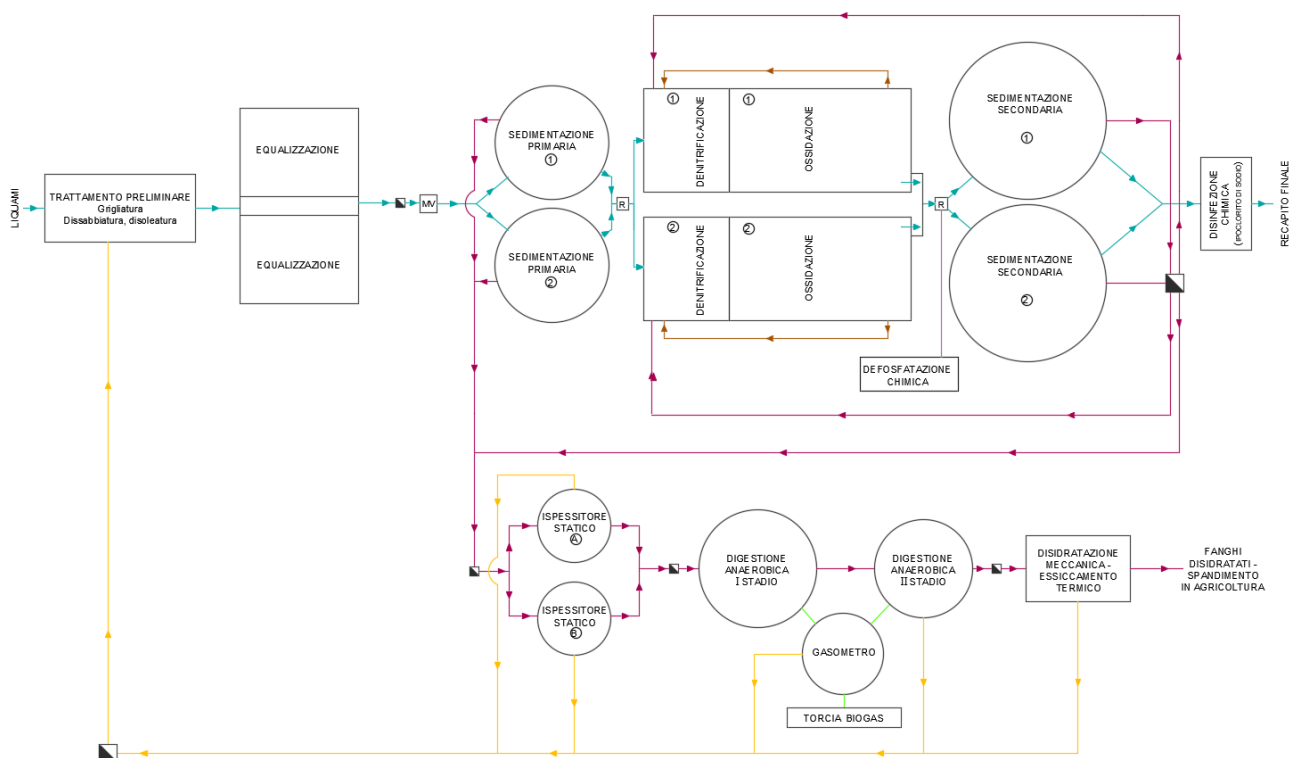 LIQUAMI
TRATTAMENTO PRELIMINARE
Grigliatura
Dissabbiatura, disoleatura
EQUALIZZAZIONE
EQUALIZZAZIONE
MV
SEDIMENTAZIONE
PRIMARIA
1
SEDIMENTAZIONE
PRIMARIA
2
R
1
DENITRIFICAZIONE
1
OSSIDAZIONE
2
DENITRIFICAZIONE
2
OSSIDAZIONE
R
DEFOSFATAZIONE
CHIMICA
SEDIMENTAZIONE
SECONDARIA
1
SEDIMENTAZIONE
SECONDARIA
2
DISINFEZIONE
CHIMICA
(IPOCLORITO DI SODIO)
RECAPITO FINALE
ISPESSITORE
STATICO
A
ISPESSITORE
STATICO
B
DIGESTIONE
ANAEROBICA
I STADIO
DIGESTIONE
ANAEROBICA
II STADIO
GASOMETRO
TORCIA BIOGAS
DISIDRATAZIONE
MECCANICA -
ESSICCAMENTO
TERMICO
FANGHI
DISIDRATATI -
SPANDIMENTO
IN AGRICOLTURA